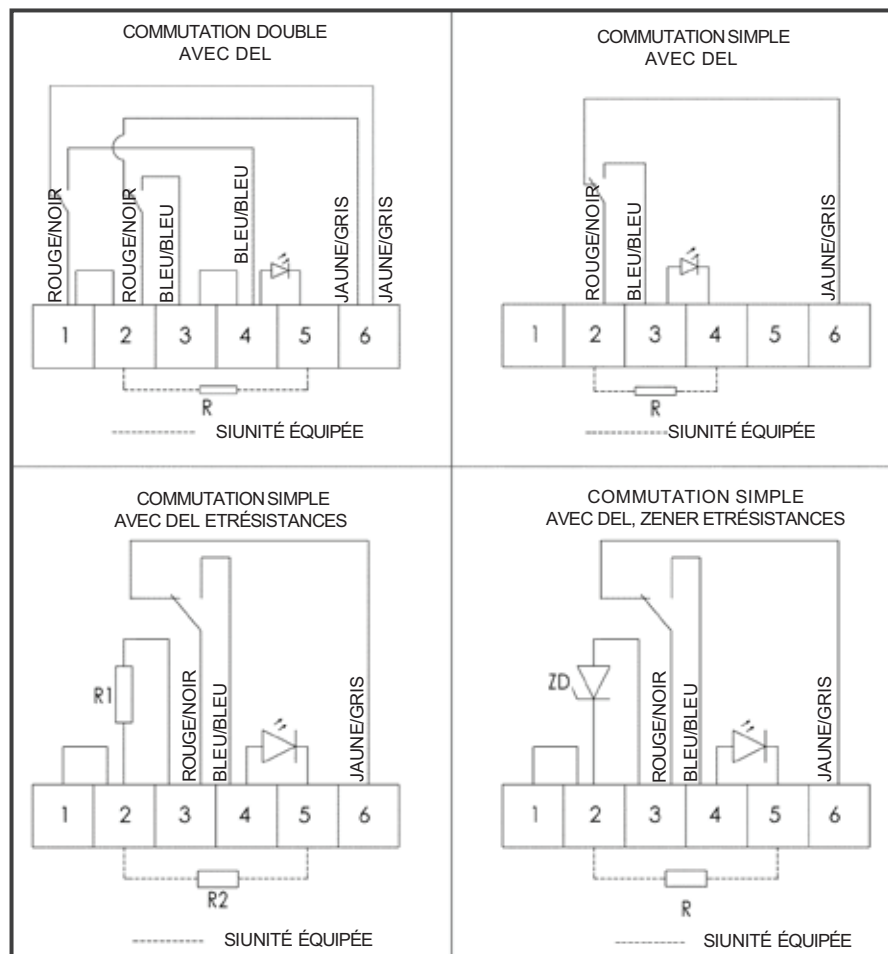 COMMUTATION DOUBLE
AVEC DEL
ROUGE/NOIR
ROUGE/NOIR
BLEU/BLEU
BLEU/BLEU
JAUNE/GRIS
JAUNE/GRIS
1 2 3 4 5 6
R
SIUNITÉ ÉQUIPÉE
COMMUTATION SIMPLE
AVEC DEL
ROUGE/NOIR
BLEU/BLEU
JAUNE/GRIS
1 2 3 4 5 6
R
SIUNITÉ ÉQUIPÉE
COMMUTATION SIMPLE
AVEC DEL ETRÉSISTANCES
R1
ROUGE/NOIR
BLEU/BLEU
JAUNE/GRIS
1 2 3 4 5 6
R2
SIUNITÉ ÉQUIPÉE
COMMUTATION SIMPLE
AVEC DEL, ZENER ETRÉSISTANCES
ZD
ROUGE/NOIR
BLEU/BLEU
JAUNE/GRIS
1 2 3 4 5 6
R
SIUNITÉ ÉQUIPÉE